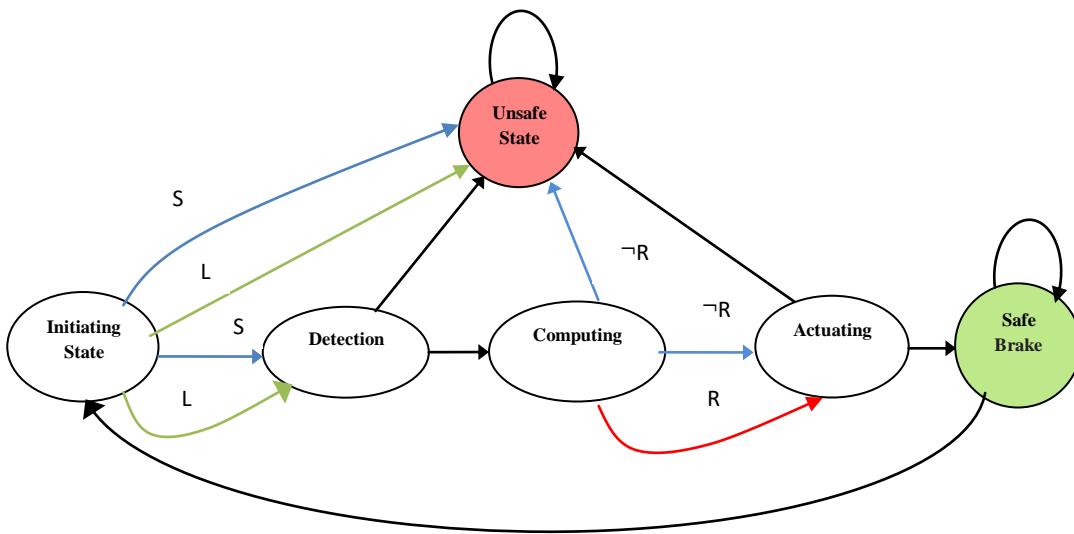 Unsafe
State
S
¬R
L
¬R
Safe
Brake
Initiating
State
S
Detection
Computing
Actuating
L
R